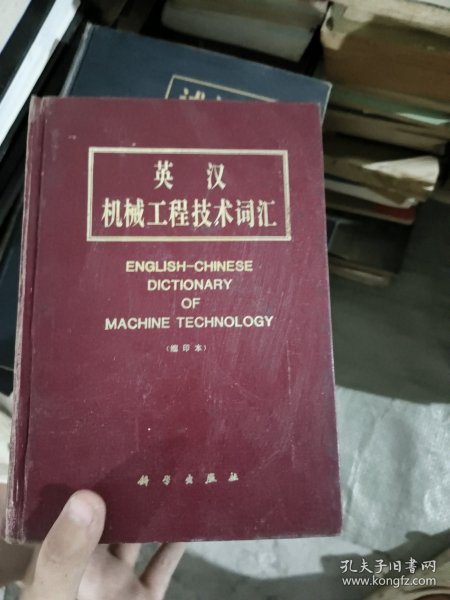 英 汉
机械工程技术词汇
ENGLISH-CHINESE
DICTIONARY
OF
MACHINE TECHNOLOGY
(缩印本)
科学出版社
孔夫子旧书网
www.kongfz.com